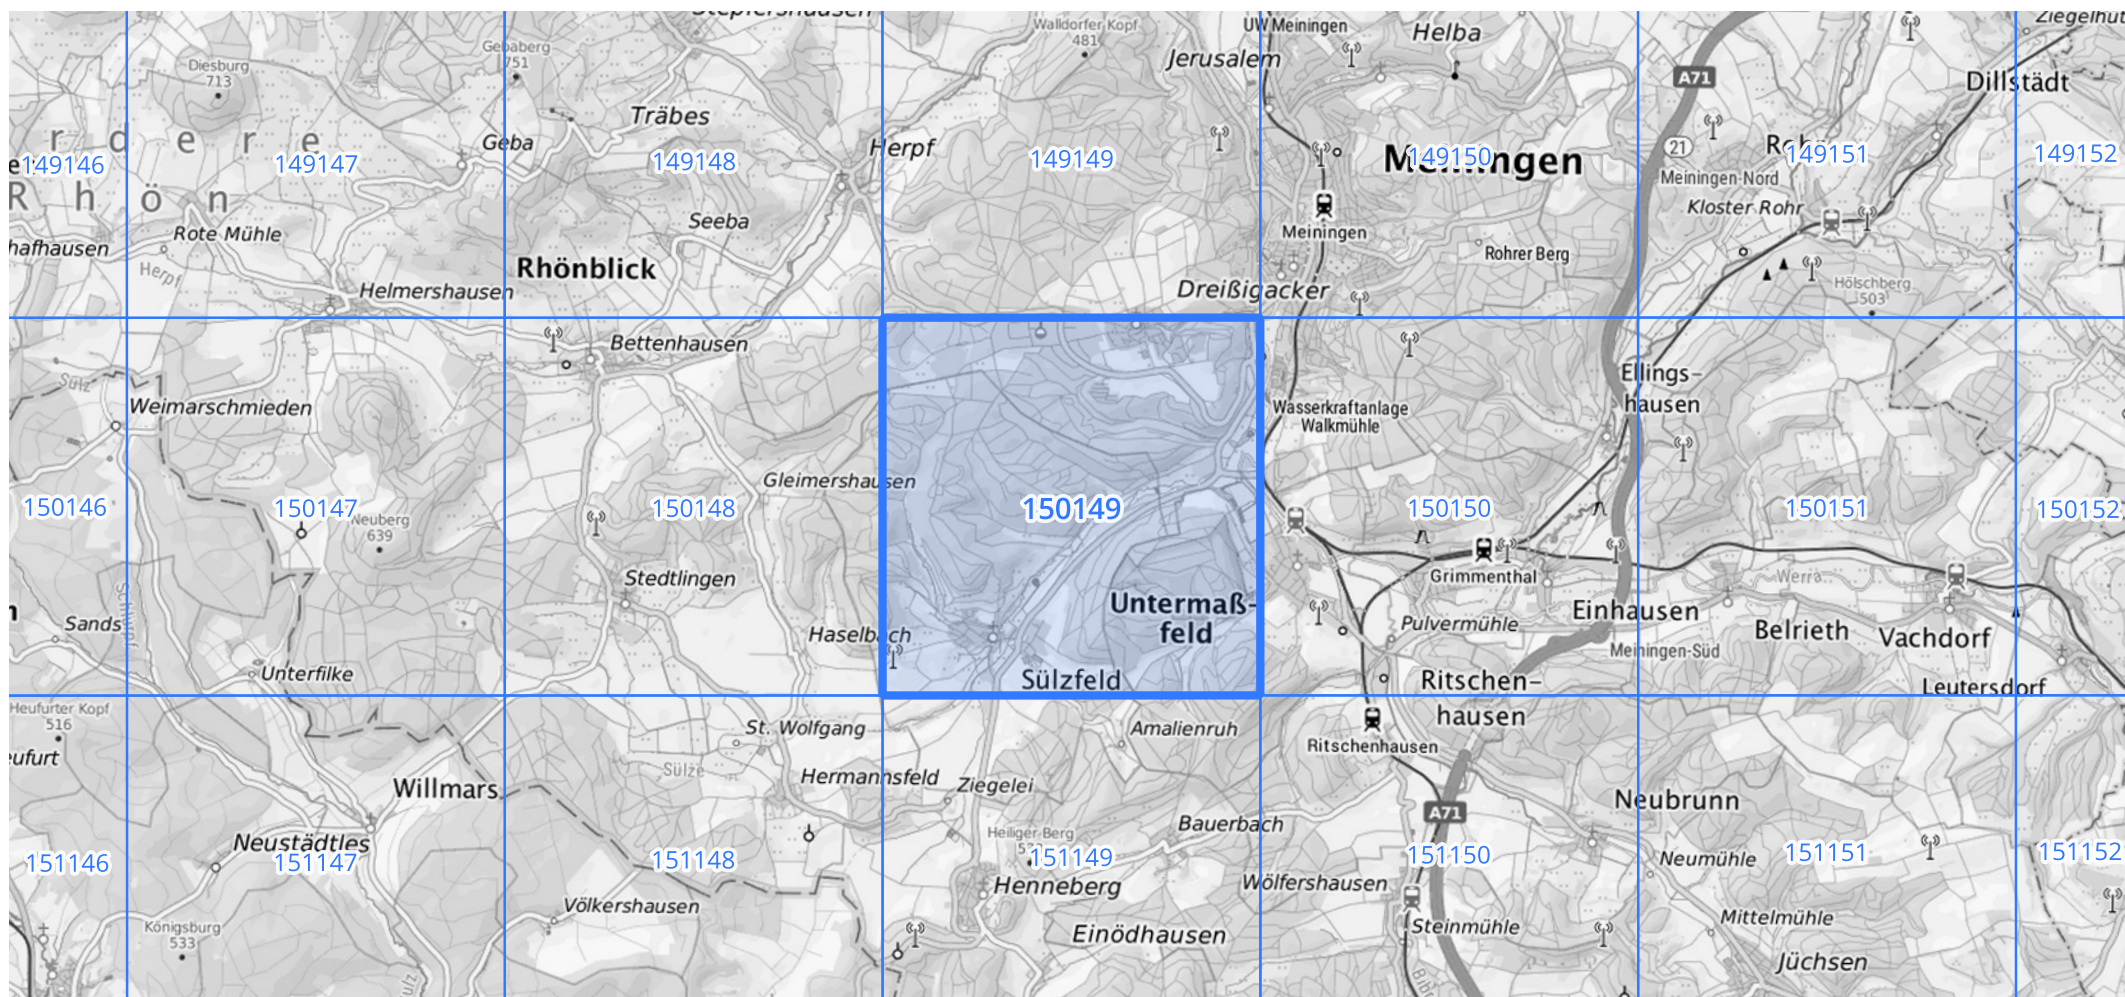 Walldorfer Kopf
481
UW Meiningen
Helba
Jerusalem
Gebaberg
751
Diesburg
713
A71
Dillstädt
Träbes
Geba
Herpf
r d e r e
149146
149147
149148
149149
149150
149151
149152
Meiningen
21
Meiningen-Nord
Kloster Rohr
R h ö n
Rote Mühle
hafhausen
Herpf
Seeba
Meiningen
Rohrer Berg
Rhönblick
Helmershausen
Dreißigacker
Hölschberg
503
Bettenhausen
Sülz
Weimarschmieden
Ellings-
hausen
Wasserkraftanlage
Walkmühle
Gleimershausen
150146
150147
150148
150149
150150
150151
150152
Neuberg
639
Stedtlingen
Grimmenthal
Werra
Untermaß-
feld
Einhausen
Sands
Haselbach
Pulvermühle
Belrieth
Vachdorf
Meiningen-Süd
Unterfilke
Sülzfeld
Ritschen-
hausen
Leutersdorf
Heufurter Kopf
516
eufurt
St. Wolfgang
Amalienruh
Ritschenhausen
Sülze
Hermannsfeld
Ziegelei
Willmars
A71
Neubrunn
Bauerbach
Heiliger Berg
Neustädtles
151146
151147
151148
151149
151150
151151
151152
Neumühle
Henneberg
Wölfershausen
Völkershausen
Königsburg
533
Einödhausen
Steinmühle
Mittelmühle
Jüchsen